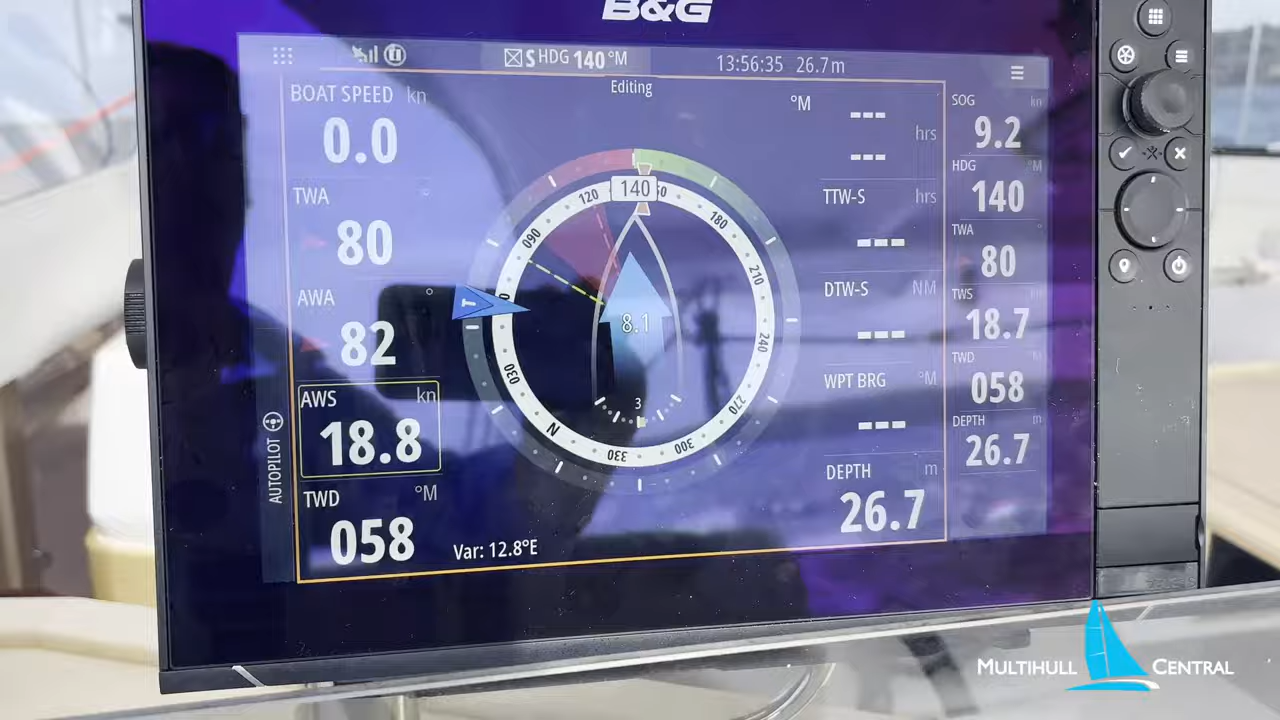 B&G
S HDG 140 °M
13:56:35 26.7m
Editing
BOAT SPEED kn
0.0
TWA °
80
AWA °
82
AWS kn
18.8
TWD °M
058
AUTOPILOT
Var: 12.8°E
140
120
090
030
N
330
300
270
240
210
180
T
8.1
3
°M
---
hrs
---
TTW-S hrs
---
DTW-S NM
---
WPT BRG °M
---
DEPTH m
26.7
SOG kn
9.2
HDG °M
140
TWA °
80
TWS
18.7
TWD
058
DEPTH m
26.7
MULTIHULL CENTRAL